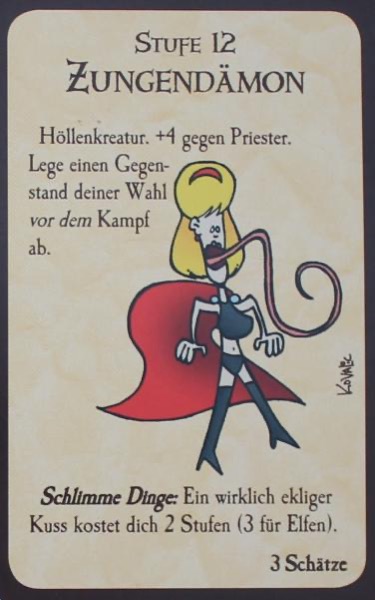 Stufe 12
Zungendämon
Höllenkreatur. +4 gegen Priester.
Lege einen Gegen-
stand deiner Wahl
vor dem Kampf
ab.
Kovalic
Schlimme Dinge: Ein wirklich ekliger
Kuss kostet dich 2 Stufen (3 für Elfen).
3 Schätze